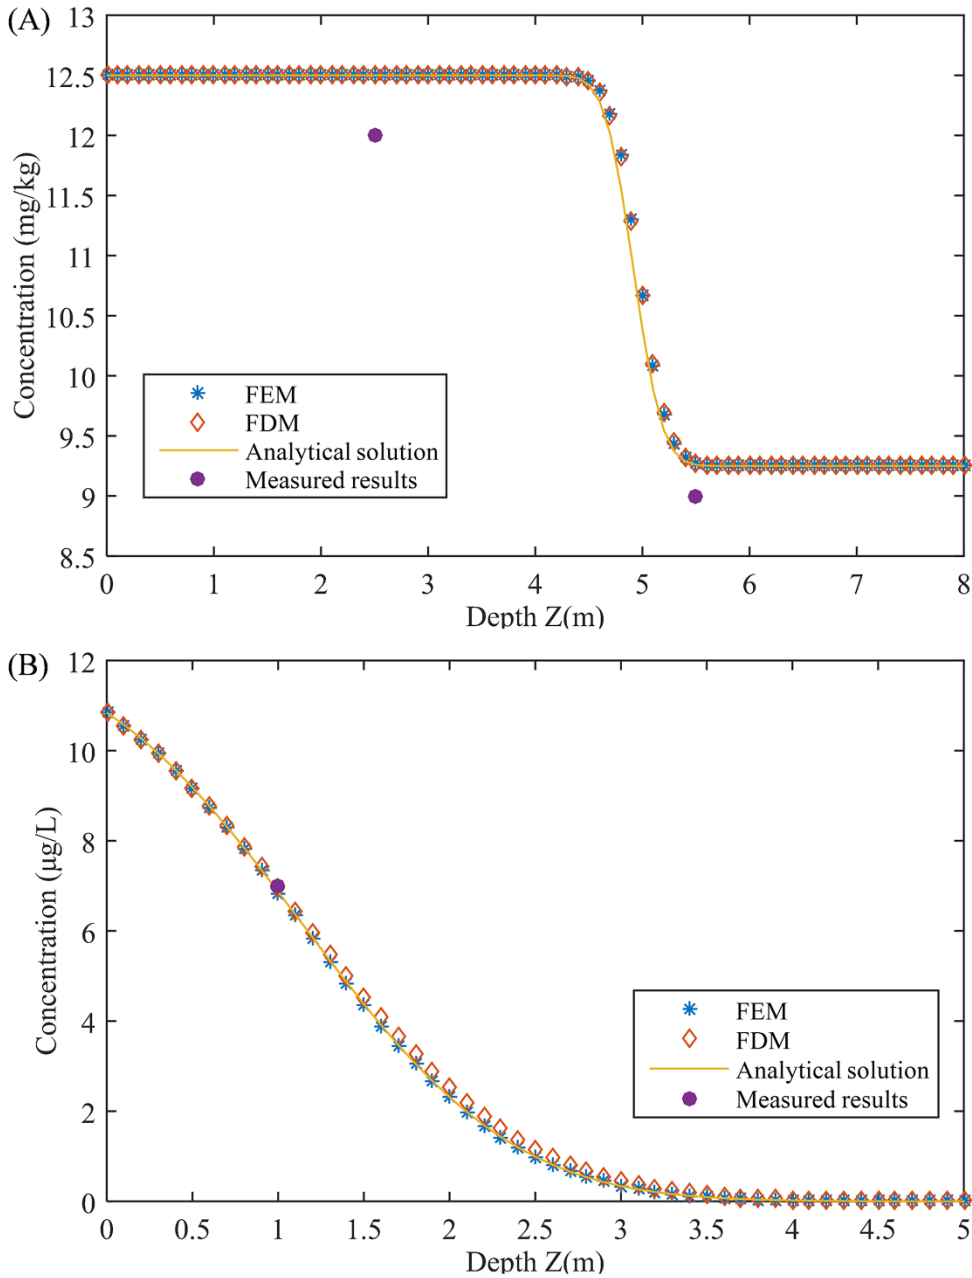 (A)
13
12.5
12
11.5
11
10.5
10
9.5
9
8.5
Concentration (mg/kg)
FEM
FDM
Analytical solution
Measured results
0 1 2 3 4 5 6 7 8
Depth Z(m)
(B)
12
10
8
6
4
2
0
Concentration (μg/L)
FEM
FDM
Analytical solution
Measured results
0 0.5 1 1.5 2 2.5 3 3.5 4 4.5 5
Depth Z(m)